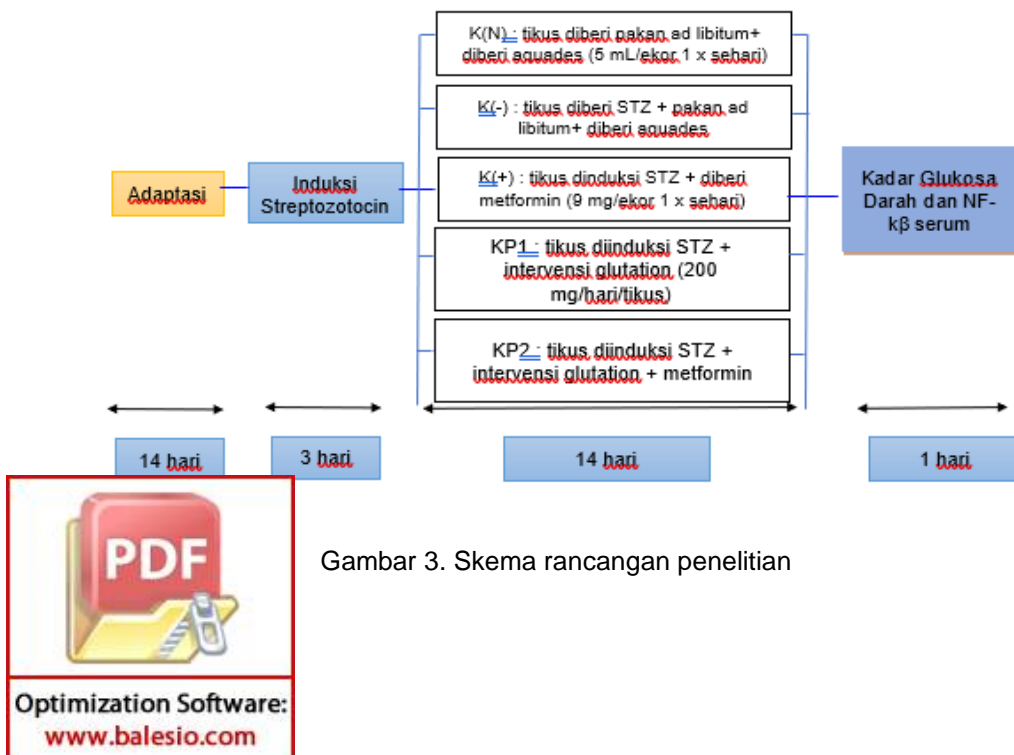 K(N) : tikus diberi pakan ad libitum+
diberi aquades (5 mL/ekor 1 x sehari)
K(-) : tikus diberi STZ + pakan ad
libitum+ diberi aquades
Adaptasi
Induksi
Streptozotocin
K(+) : tikus dinduksi STZ + diberi
metformin (9 mg/ekor 1 x sehari)
Kadar Glukosa
Darah dan NF-
kβ serum
KP1 : tikus diinduksi STZ +
intervensi glutation (200
mg/hari/tikus)
KP2 : tikus diinduksi STZ +
intervensi glutation + metformin
14 hari
3 hari
14 hari
1 hari
PDF
Gambar 3. Skema rancangan penelitian
Optimization Software:
www.balesio.com